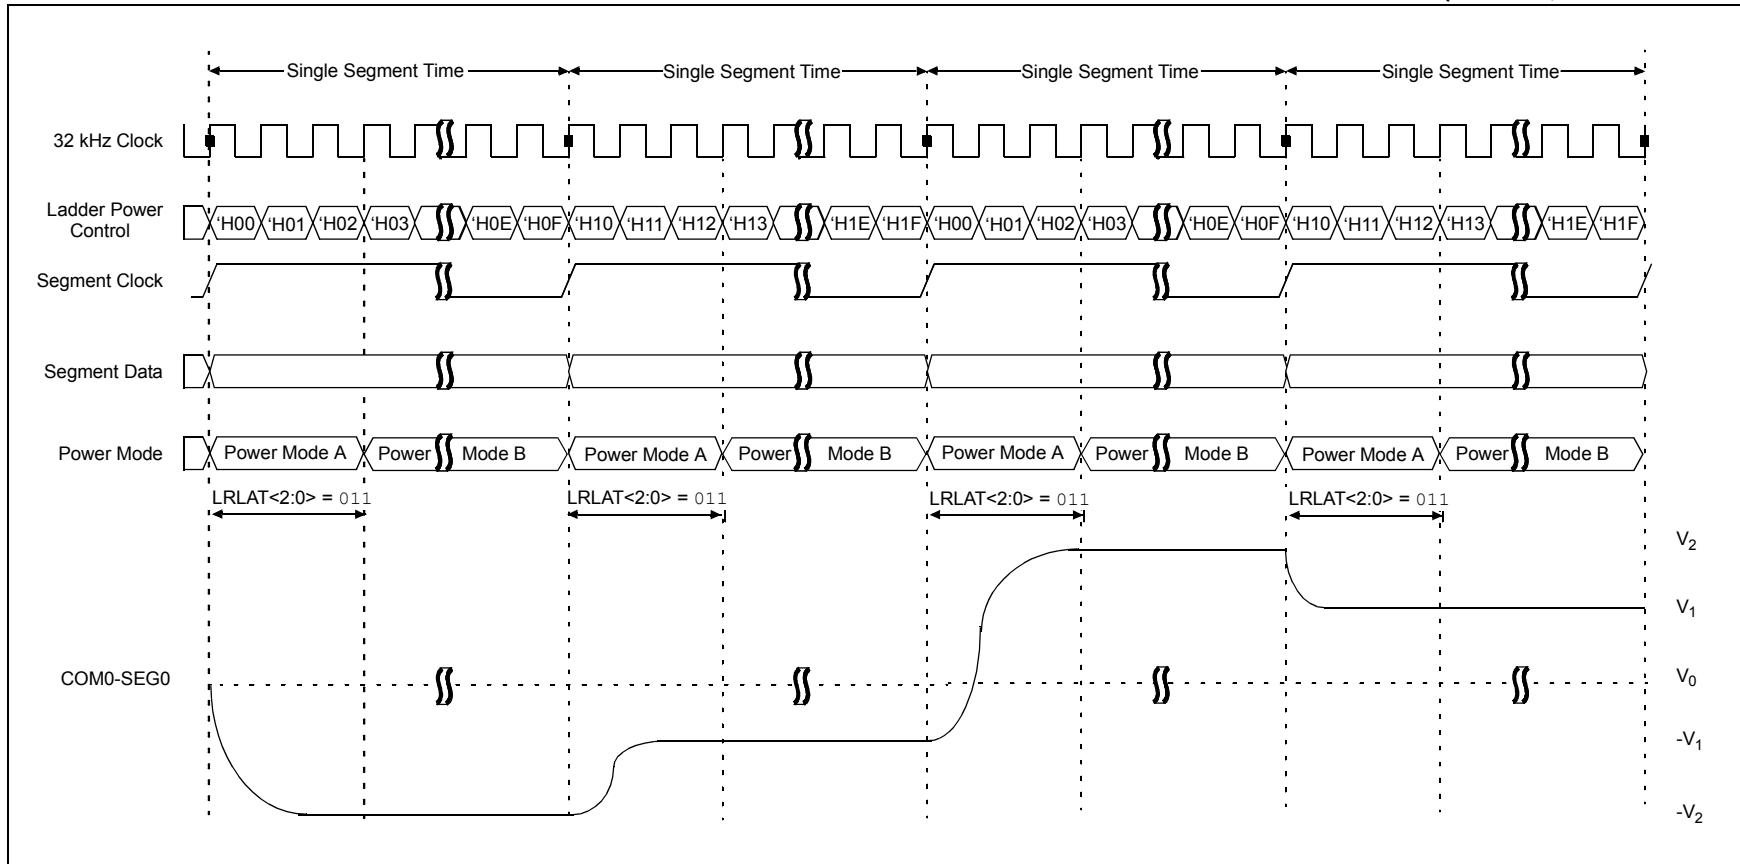 Single Segment Time Single Segment Time Single Segment Time Single Segment Time
32 kHz Clock
Ladder Power
Control
‘H00 ‘H01 ‘H02 ‘H03 ‘H0E ‘H0F ‘H10 ‘H11 ‘H12 ‘H13 ‘H1E ‘H1F ‘H00 ‘H01 ‘H02 ‘H03 ‘H0E ‘H0F ‘H10 ‘H11 ‘H12 ‘H13 ‘H1E ‘H1F
Segment Clock
Segment Data
Power Mode Power Mode A Power Mode B Power Mode A Power Mode B Power Mode A Power Mode B Power Mode A Power Mode B
LRLAT<2:0> = 011 LRLAT<2:0> = 011 LRLAT<2:0> = 011 LRLAT<2:0> = 011
V2
V1
COM0-SEG0 V0
-V1
-V2